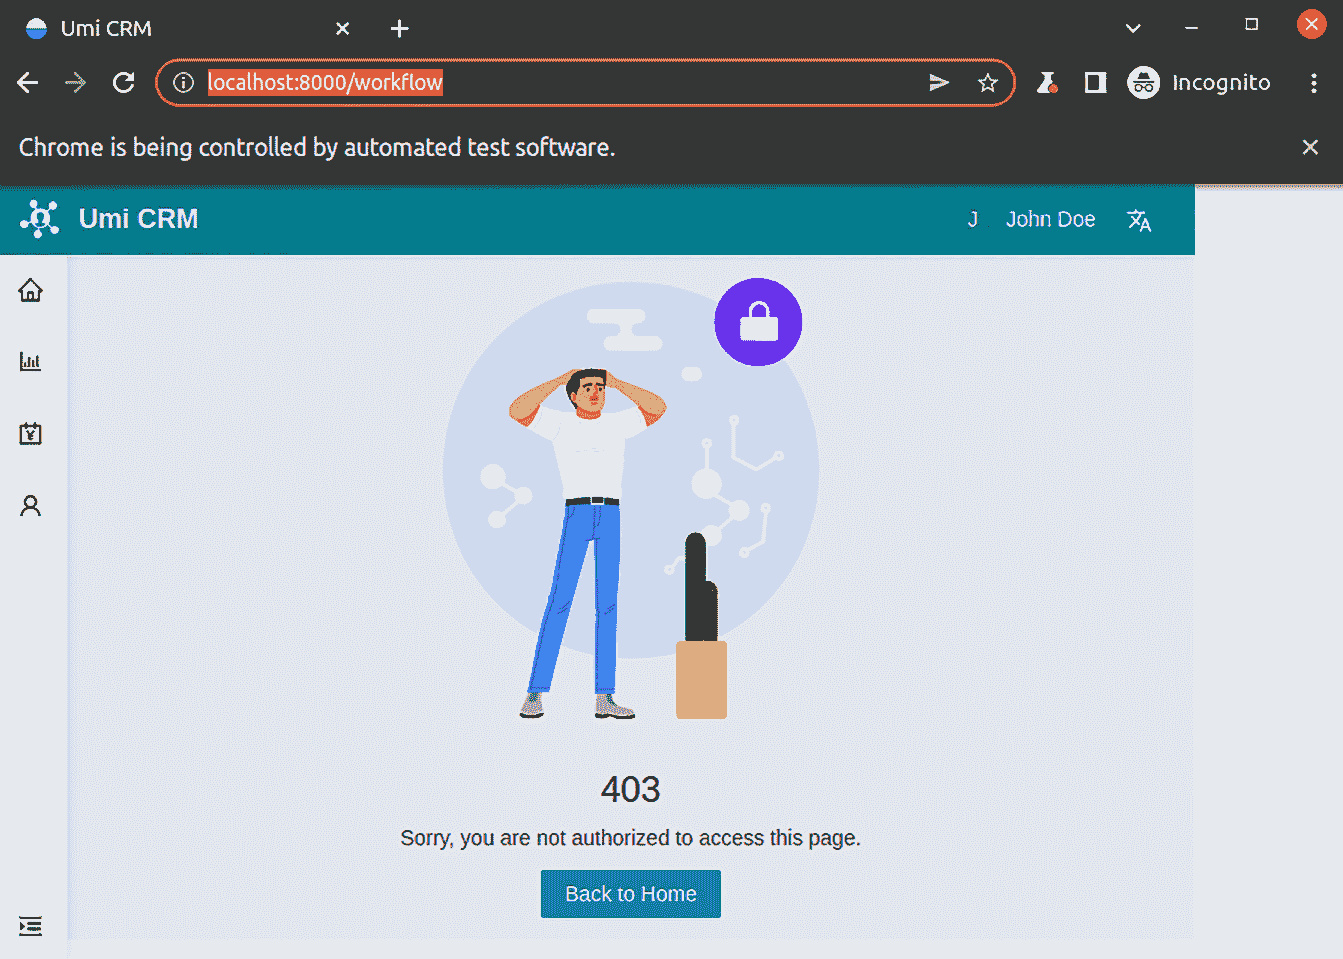 Umi CRM
localhost:8000/workflow
Incognito
Chrome is being controlled by automated test software.
Umi CRM
J John Doe
403
Sorry, you are not authorized to access this page.
Back to Home